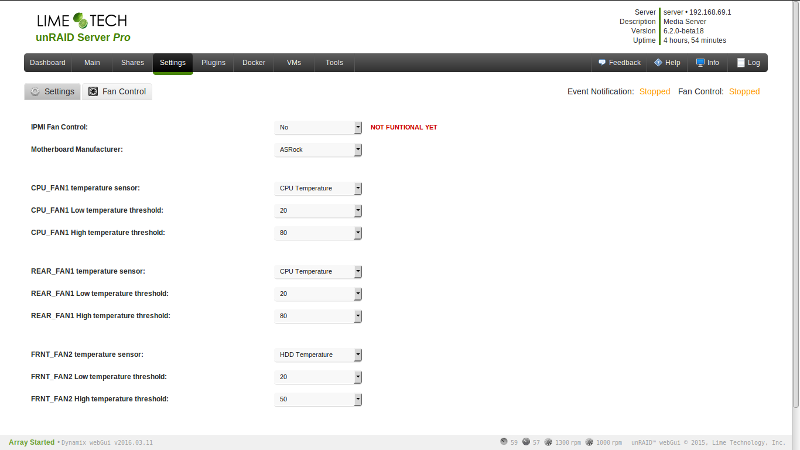 LIME TECH
unRAID Server Pro
Server server • 192.168.69.1
Description Media Server
Version 6.2.0-beta18
Uptime 4 hours, 54 minutes
Dashboard Main Shares Settings Plugins Docker VMs Tools Feedback Help Info Log
Settings Fan Control Event Notification: Stopped Fan Control: Stopped
IPMI Fan Control: No NOT FUNTIONAL YET
Motherboard Manufacturer: ASRock
CPU_FAN1 temperature sensor: CPU Temperature
CPU_FAN1 Low temperature threshold: 20
CPU_FAN1 High temperature threshold: 80
REAR_FAN1 temperature sensor: CPU Temperature
REAR_FAN1 Low temperature threshold: 20
REAR_FAN1 High temperature threshold: 80
FRNT_FAN2 temperature sensor: HDD Temperature
FRNT_FAN2 Low temperature threshold: 20
FRNT_FAN2 High temperature threshold: 50
Array Started • Dynamix webGui v2016.03.11 59 57 1300 rpm 1000 rpm unRAID™ webGui © 2015, Lime Technology, Inc.